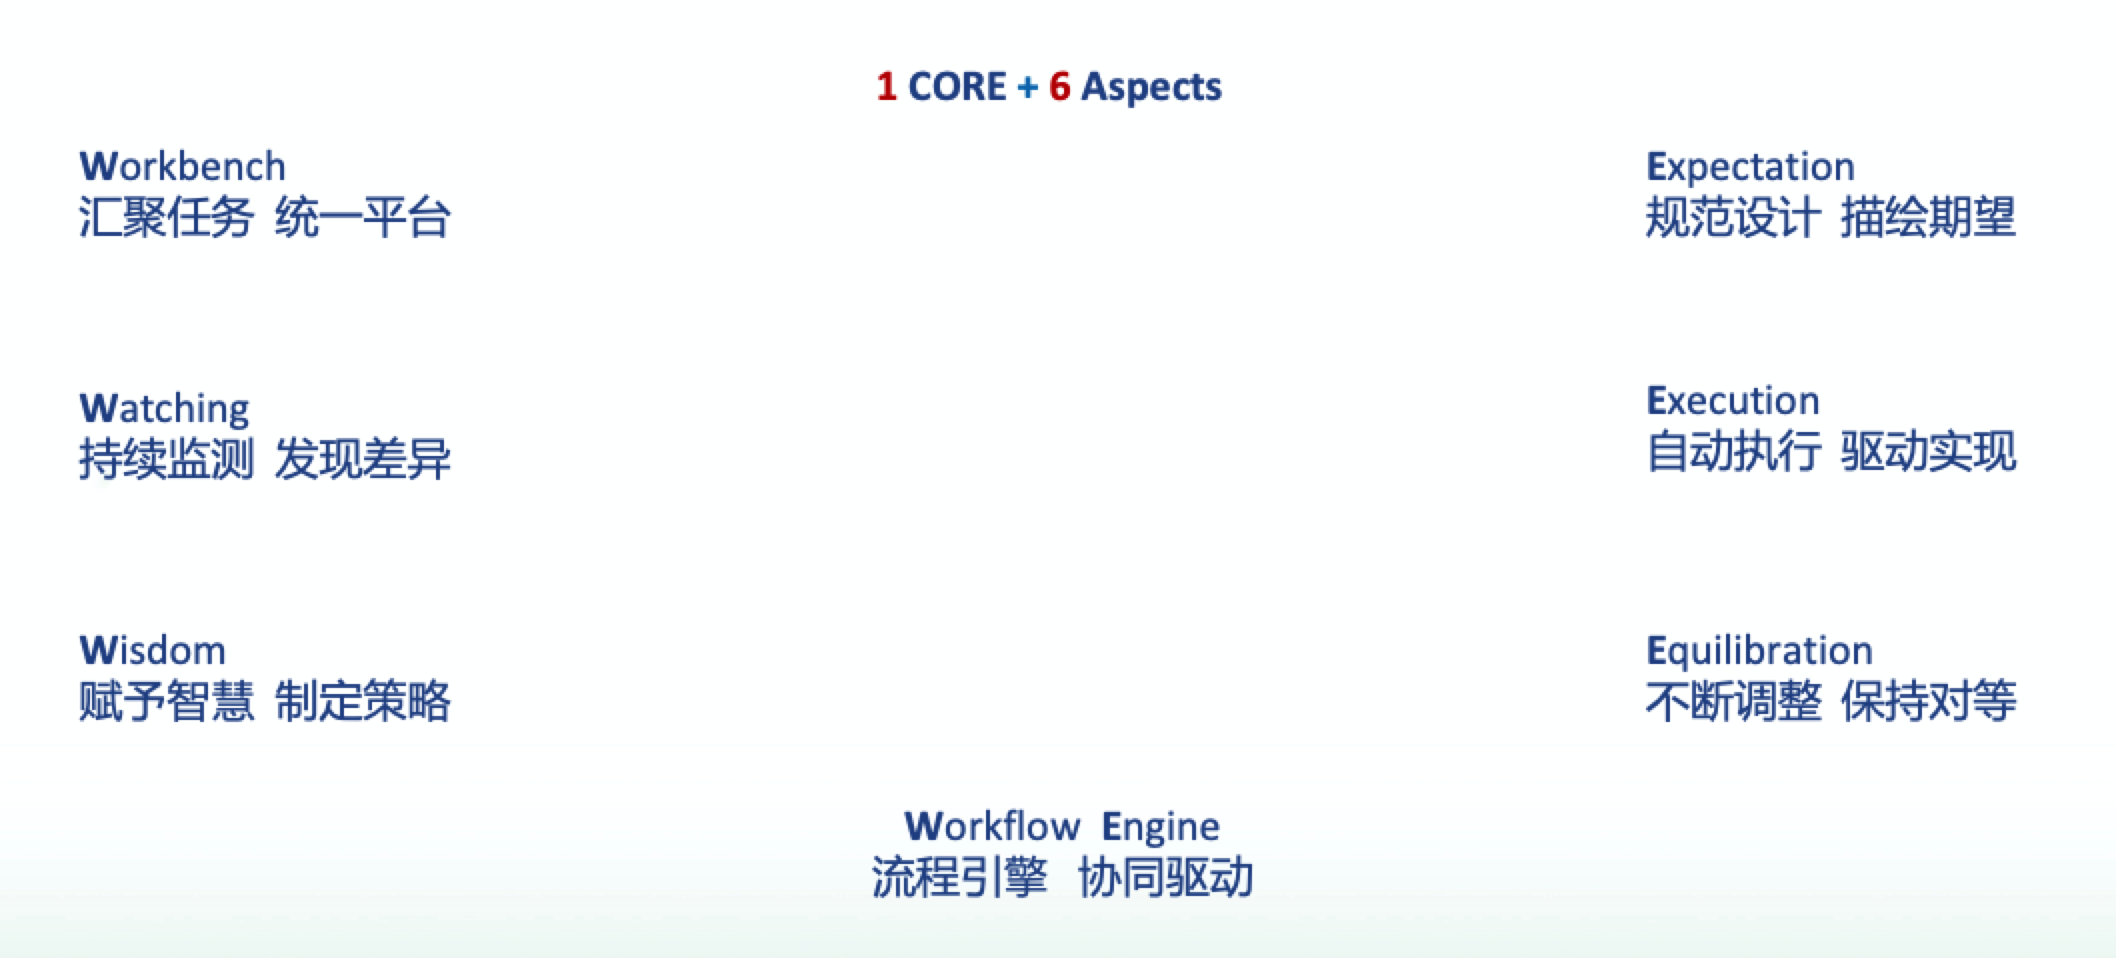 1 CORE + 6 Aspects
Workbench
汇聚任务 统一平台
Expectation
规范设计 描绘期望
Watching
持续监测 发现差异
Execution
自动执行 驱动实现
Wisdom
赋予智慧 制定策略
Equilibration
不断调整 保持对等
Workflow Engine
流程引擎 协同驱动